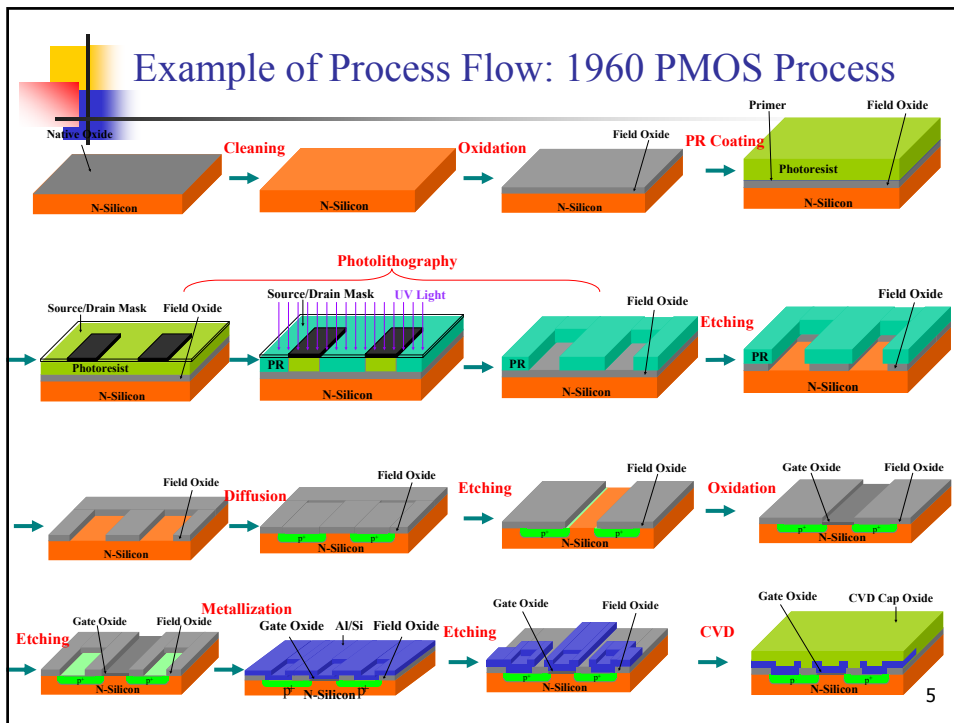 Example of Process Flow: 1960 PMOS Process
Native Oxide
Cleaning
N-Silicon
Oxidation
N-Silicon
Field Oxide
PR Coating
N-Silicon
Primer
Field Oxide
Photoresist
N-Silicon
Photolithography
Source/Drain Mask
Field Oxide
Photoresist
N-Silicon
Source/Drain Mask
UV Light
PR
N-Silicon
Field Oxide
PR
N-Silicon
Etching
Field Oxide
PR
N-Silicon
Field Oxide
N-Silicon
Diffusion
Field Oxide
p+ p+
N-Silicon
Etching
Field Oxide
p+ p+
N-Silicon
Oxidation
Gate Oxide
Field Oxide
p+ p+
N-Silicon
Etching
Gate Oxide
Field Oxide
p+ p+
N-Silicon
Metallization
Gate Oxide
Al/Si
Field Oxide
p+ p+
N-Silicon
Etching
Gate Oxide
Field Oxide
p+ p+
N-Silicon
CVD
Gate Oxide
CVD Cap Oxide
p p+
N-Silicon
5